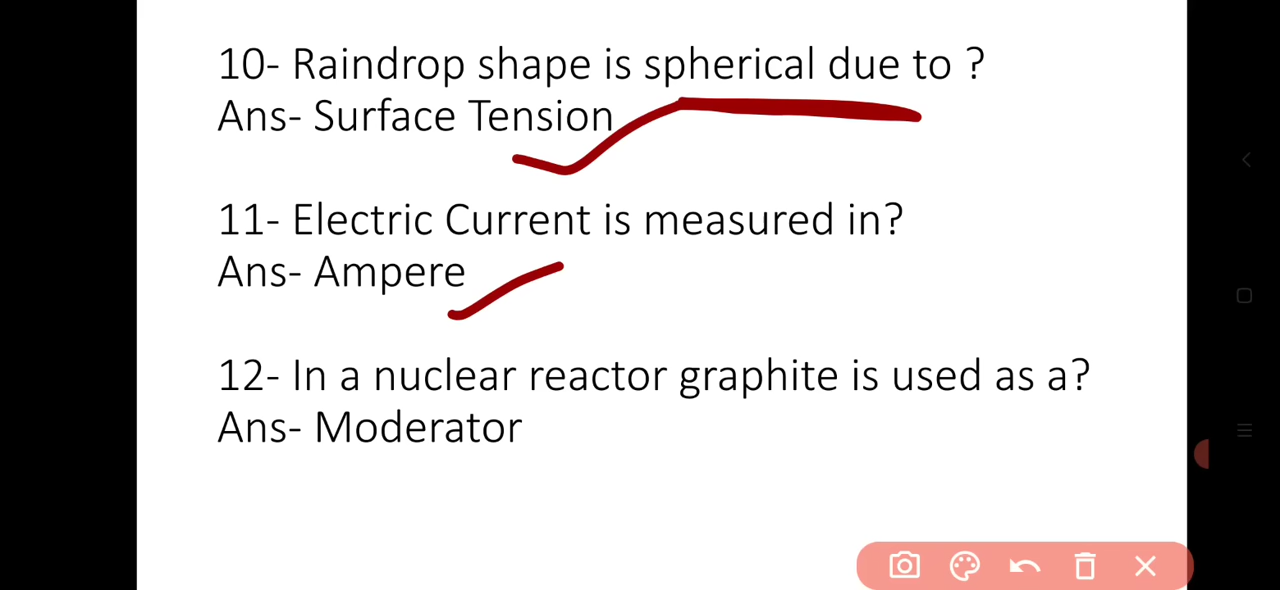 10- Raindrop shape is spherical due to ?
Ans- Surface Tension
11- Electric Current is measured in?
Ans- Ampere
12- In a nuclear reactor graphite is used as a?
Ans- Moderator